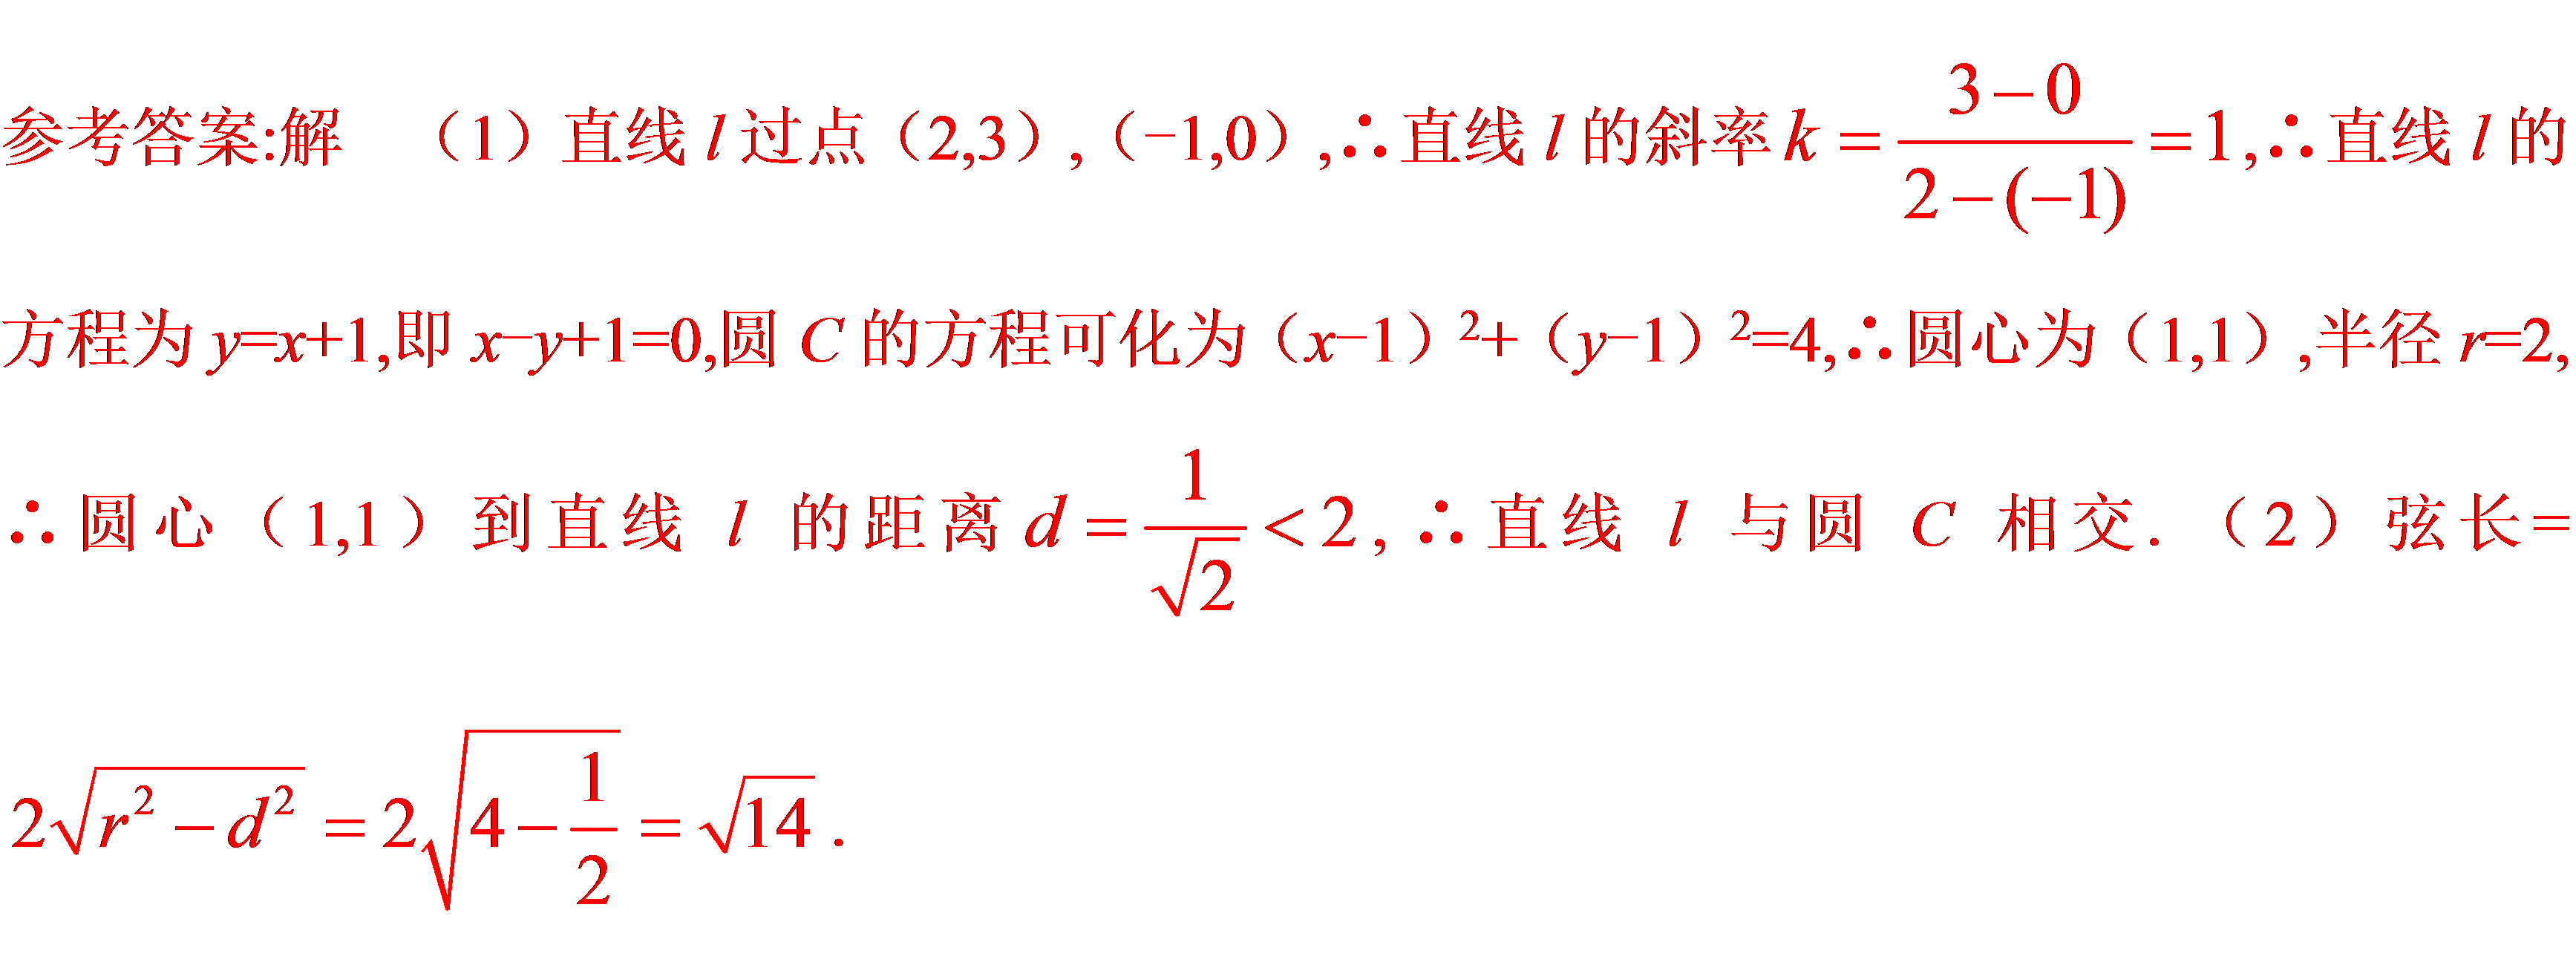 参考答案:解 （1）直线 l 过点（2,3）,（−1,0）,∴直线 l 的斜率 k = \frac{3-0}{2-(-1)} = 1,∴直线 l 的
方程为 y=x+1,即 x−y+1=0,圆 C 的方程可化为（x−1）²+（y−1）²=4,∴圆心为（1,1）,半径 r=2,
∴圆心（1,1）到直线 l 的距离 d = \frac{1}{\sqrt{2}} < 2, ∴直线 l 与圆 C 相交.（2）弦长=
2\sqrt{r^2-d^2} = 2\sqrt{4-\frac{1}{2}} = \sqrt{14}.